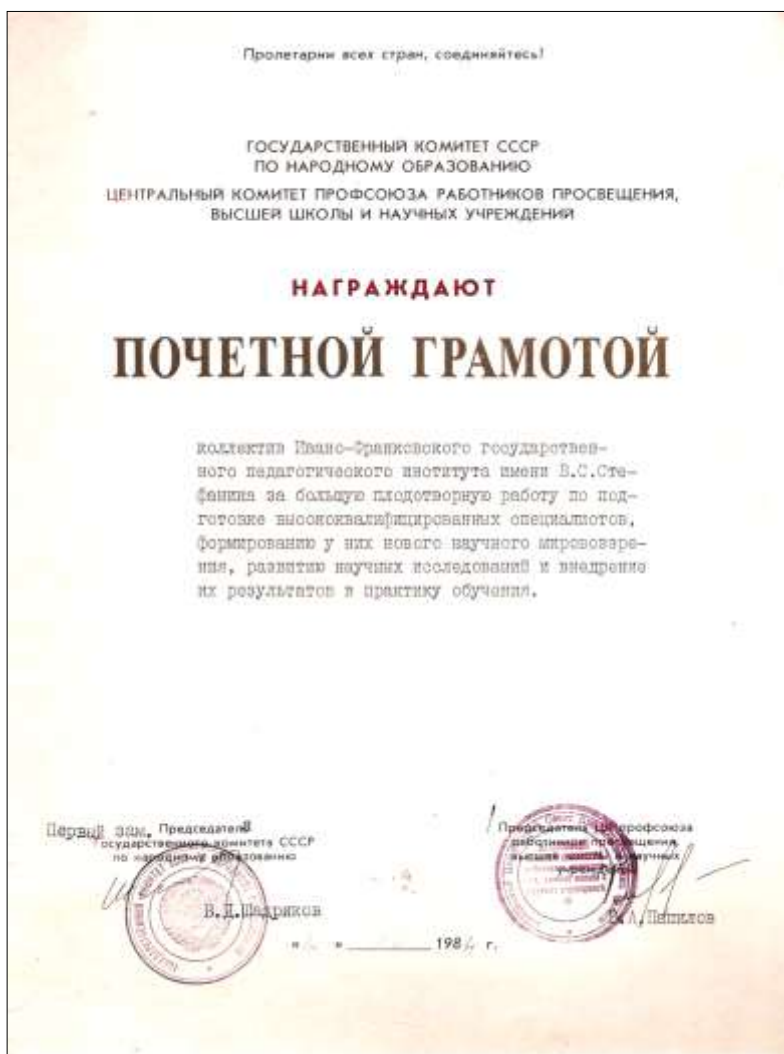 Пролетарии всех стран, соединяйтесь!
ГОСУДАРСТВЕННЫЙ КОМИТЕТ СССР
ПО НАРОДНОМУ ОБРАЗОВАНИЮ
ЦЕНТРАЛЬНЫЙ КОМИТЕТ ПРОФСОЮЗА РАБОТНИКОВ ПРОСВЕЩЕНИЯ,
ВЫСШЕЙ ШКОЛЫ И НАУЧНЫХ УЧРЕЖДЕНИЙ
НАГРАЖДАЮТ
ПОЧЕТНОЙ ГРАМОТОЙ
коллектив Ивано-Франковского государствен-
ного педагогического института имени В.С.Сте-
фаника за большую плодотворную работу по под-
готовке высококвалифицированных специалистов,
формированию у них нового научного мировоззре-
ния, развитию научных исследований и внедрение
их результатов в практику обучения.
Первый зам. Председателя
государственного комитета СССР
по народному образованию
В.Д.Шадриков
Председатель ЦК профсоюза
работников просвещения,
высшей школы и научных
учреждений
Папилов
198 г.